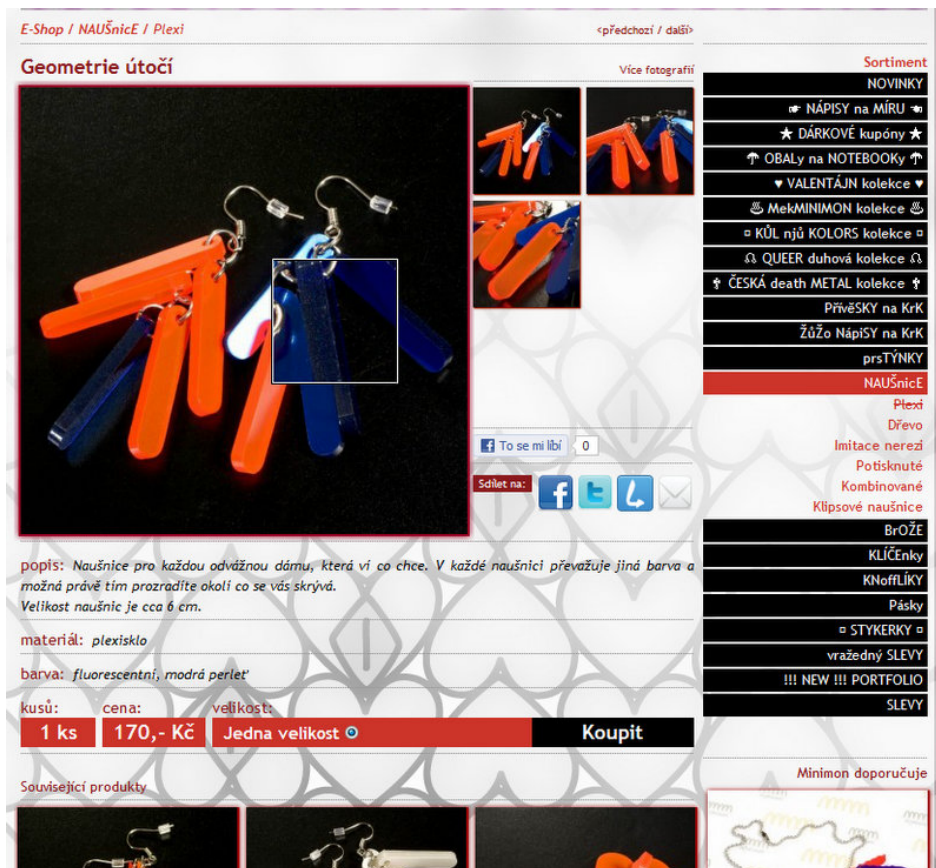 E-Shop / NAUŠnicE / Plexi
<předchozí / další>
Geometrie útočí
Více fotografií
To se mi líbí
0
Sdílet na:
popis: Naušnice pro každou odvážnou dámu, která ví co chce. V každé naušnici převažuje jiná barva a
možná právě tím prozradíte okolí co se vás skrývá.
Velikost naušnic je cca 6 cm.
materiál: plexisklo
barva: fluorescentní, modrá perleť
kusů: cena: velikost:
1 ks 170,- Kč Jedna velikost Koupit
Související produkty
Sortiment
NOVINKY
☛ NÁPISY na MÍRU ☚
★ DÁRKOVÉ kupóny ★
☂ OBALy na NOTEBOOKy ☂
♥ VALENTÁJN kolekce ♥
♨ MekMINIMON kolekce ♨
¤ KŮL njů KOLORS kolekce ¤
☊ QUEER duhová kolekce ☊
✞ ČESKÁ death METAL kolekce ✞
PřívěSKY na KrK
ŽůŽo NápiSY na KrK
prsTÝNKY
NAUŠnicE
Plexi
Dřevo
Imitace nerezi
Potisknuté
Kombinované
Klipsové naušnice
BrOŽE
KLÍČEnky
KNoffLÍKY
Pásky
¤ STYKERKY ¤
vražedný SLEVY
!!! NEW !!! PORTFOLIO
SLEVY
Minimon doporučuje